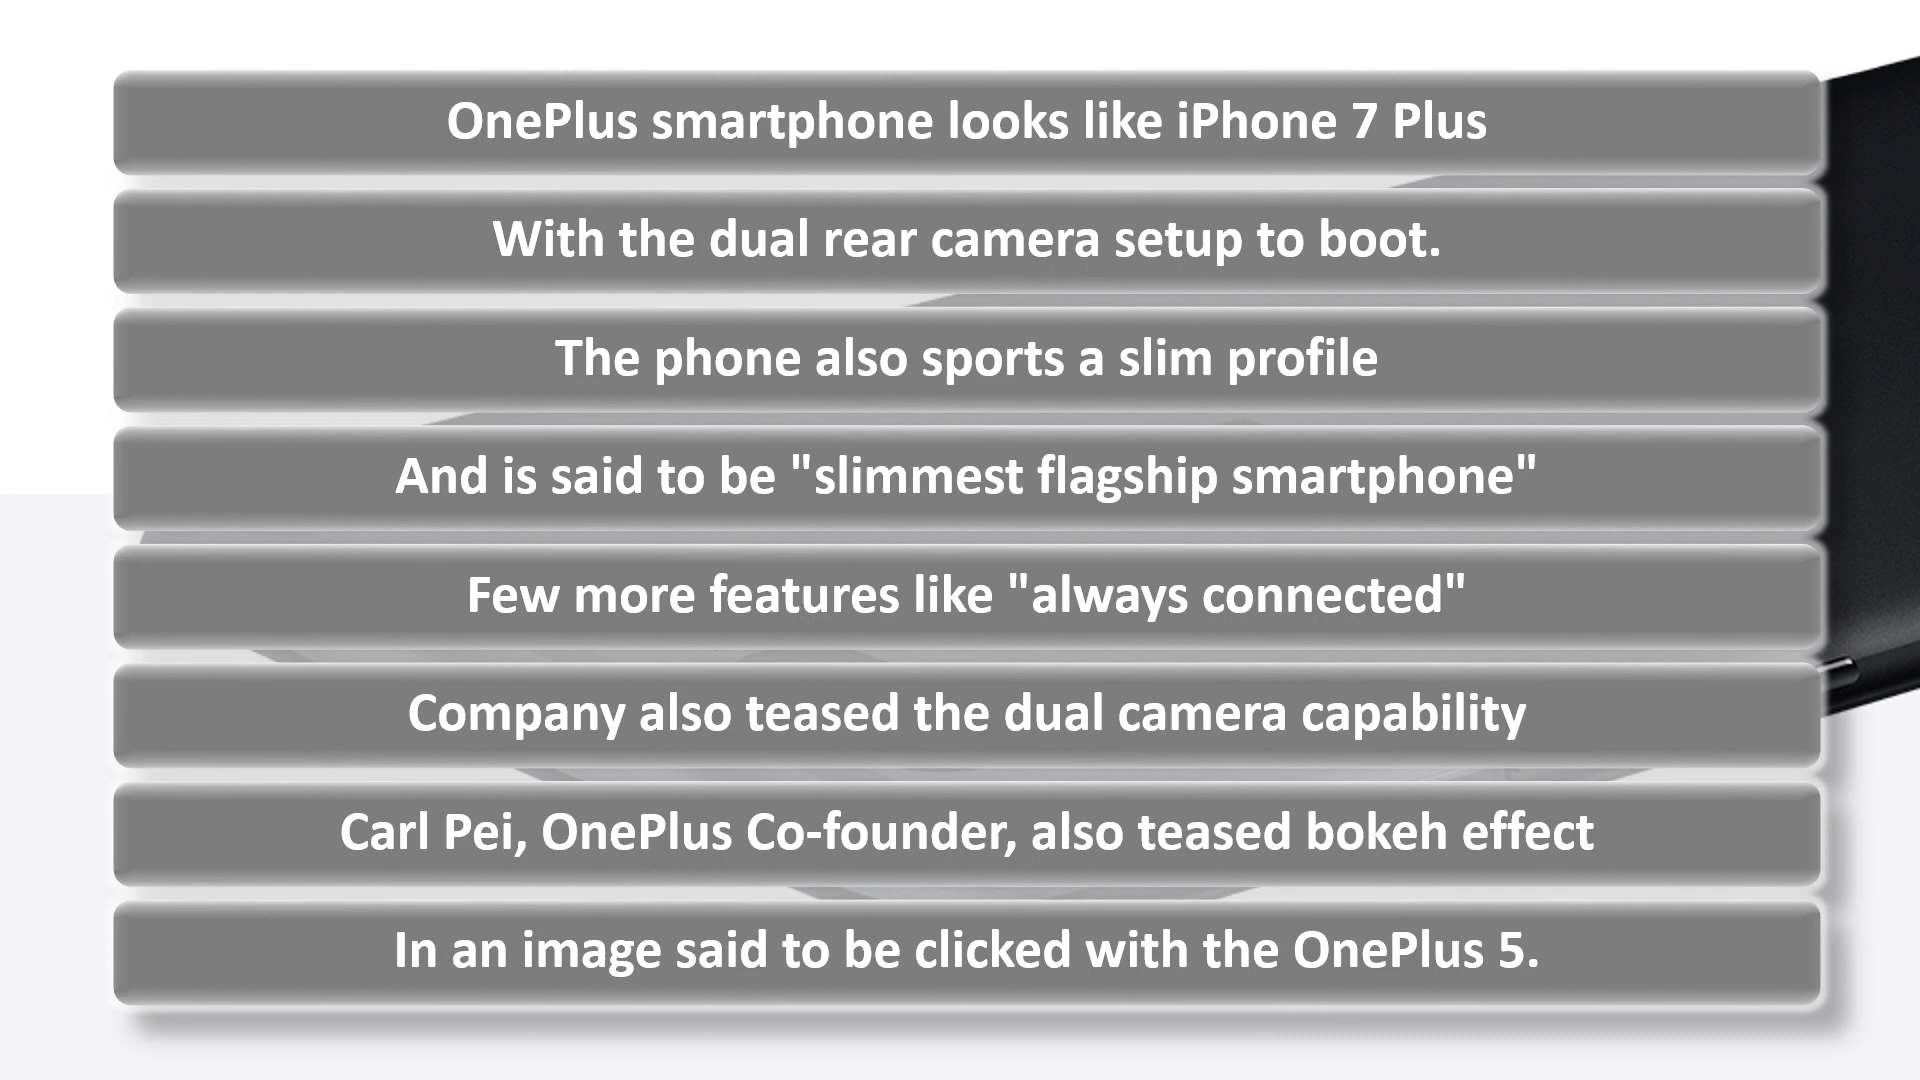 OnePlus smartphone looks like iPhone 7 Plus
With the dual rear camera setup to boot.
The phone also sports a slim profile
And is said to be "slimmest flagship smartphone"
Few more features like "always connected"
Company also teased the dual camera capability
Carl Pei, OnePlus Co-founder, also teased bokeh effect
In an image said to be clicked with the OnePlus 5.